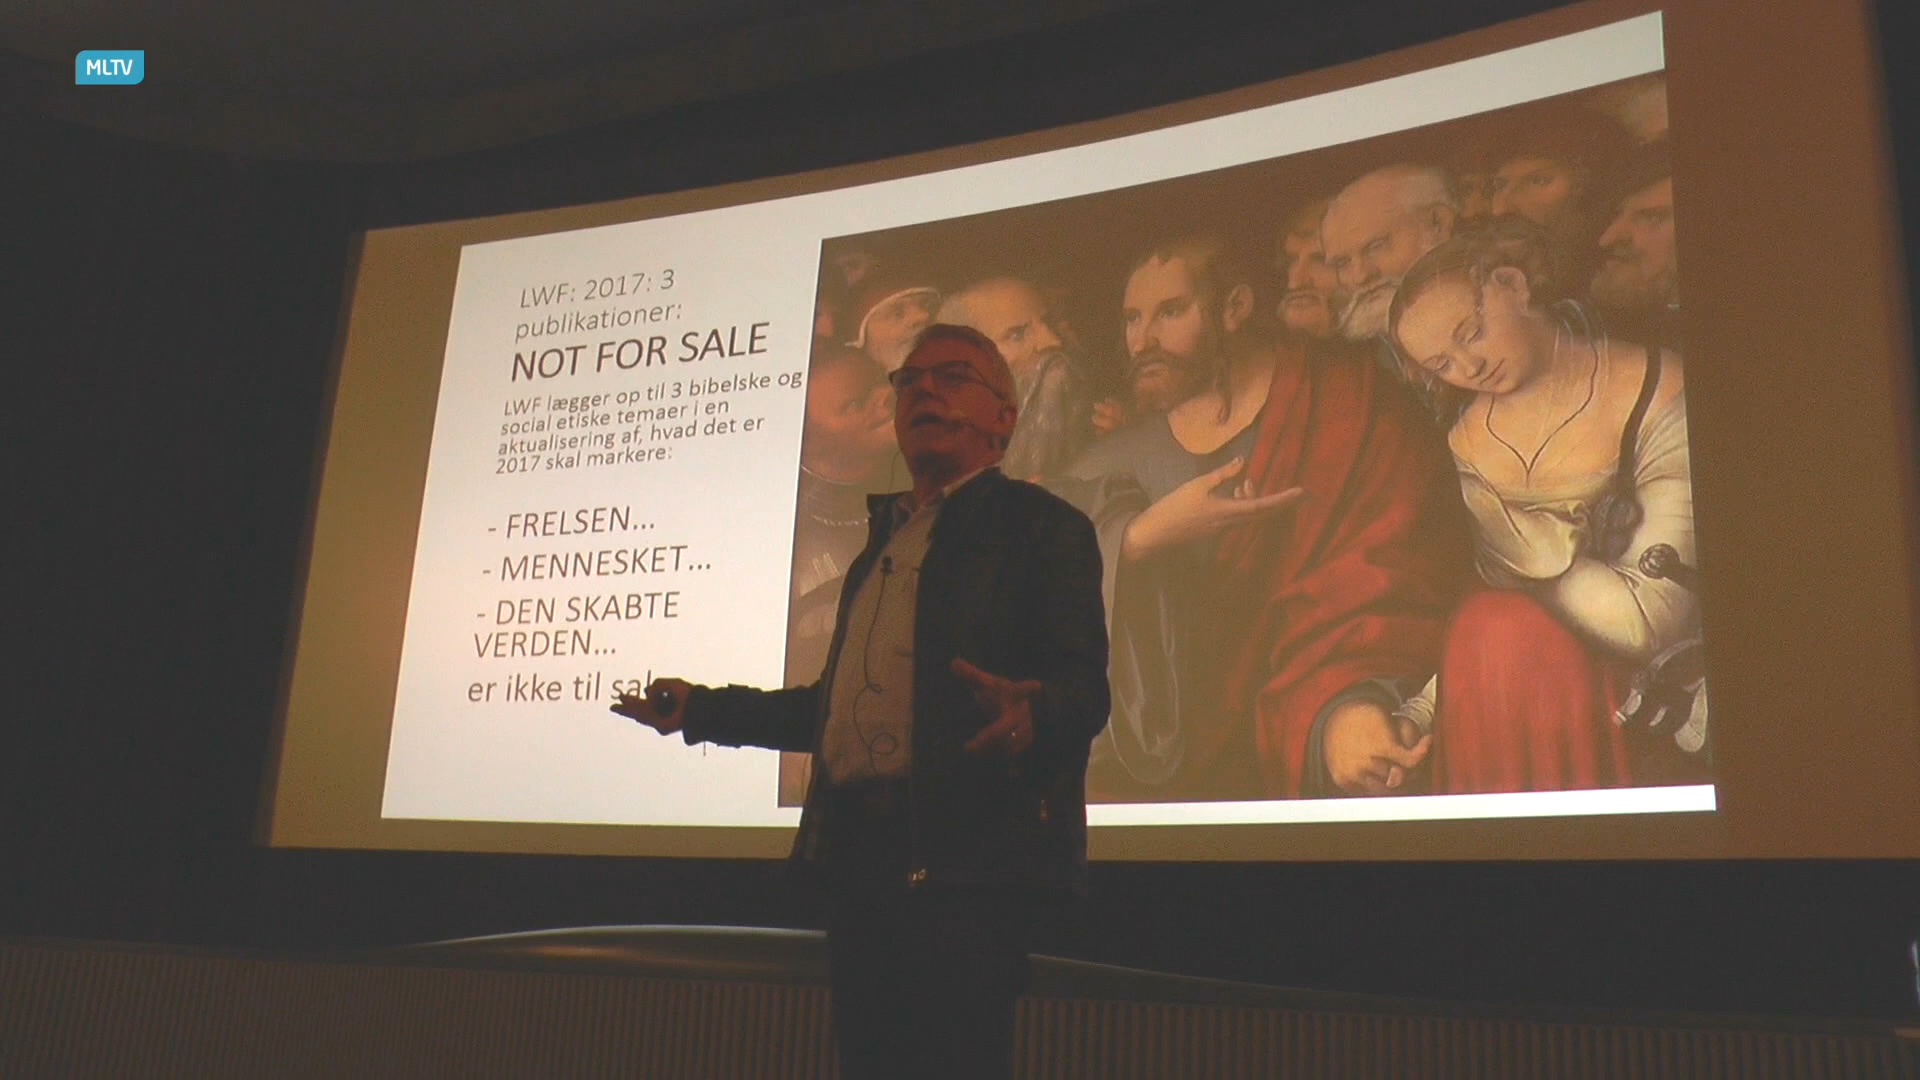 MLTV
LWF: 2017: 3
publikationer:
NOT FOR SALE
LWF lægger op til 3 bibelske og
social etiske temaer i en
aktualisering af, hvad det er
2017 skal markere:
- FRELSEN...
- MENNESKET...
- DEN SKABTE
VERDEN...
er ikke til